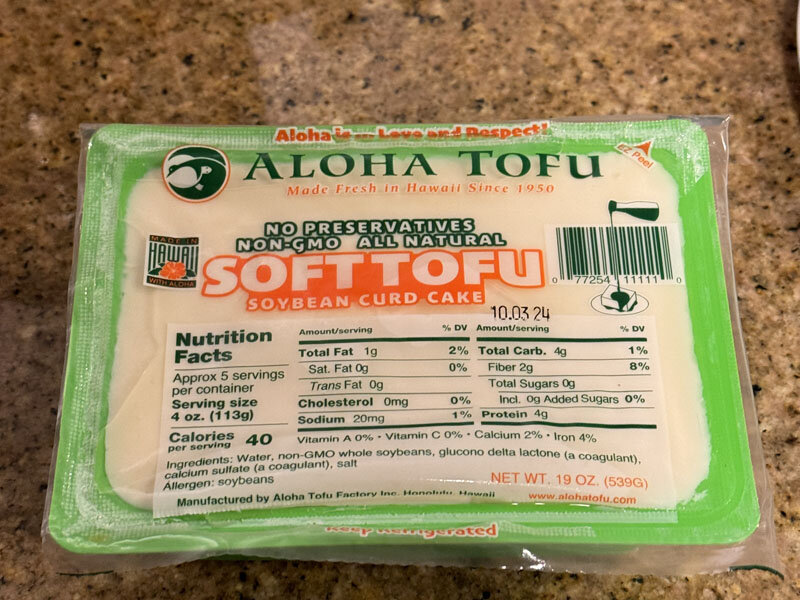 Aloha is --- Love and Respect!
ALOHA TOFU
EZ Peel
Made Fresh in Hawaii Since 1950
NO PRESERVATIVES
NON-GMO ALL NATURAL
MADE IN
HAWAII
WITH ALOHA
SOFT TOFU
SOYBEAN CURD CAKE
0 77254 11111 0
10.03 24
Nutrition
Facts
Approx 5 servings
per container
Serving size
4 oz. (113g)
Calories 40
per serving
Amount/serving % DV
Total Fat 1g 2%
Sat. Fat 0g 0%
Trans Fat 0g
Cholesterol 0mg 0%
Sodium 20mg 1%
Amount/serving % DV
Total Carb. 4g 1%
Fiber 2g 8%
Total Sugars 0g
Incl. 0g Added Sugars 0%
Protein 4g
Vitamin A 0% • Vitamin C 0% • Calcium 2% • Iron 4%
Ingredients: Water, non-GMO whole soybeans, glucono delta lactone (a coagulant),
calcium sulfate (a coagulant), salt
Allergen: soybeans
NET WT. 19 OZ. (539G)
Manufactured by Aloha Tofu Factory Inc. Honolulu, Hawaii
www.alohatofu.com
Keep Refrigerated